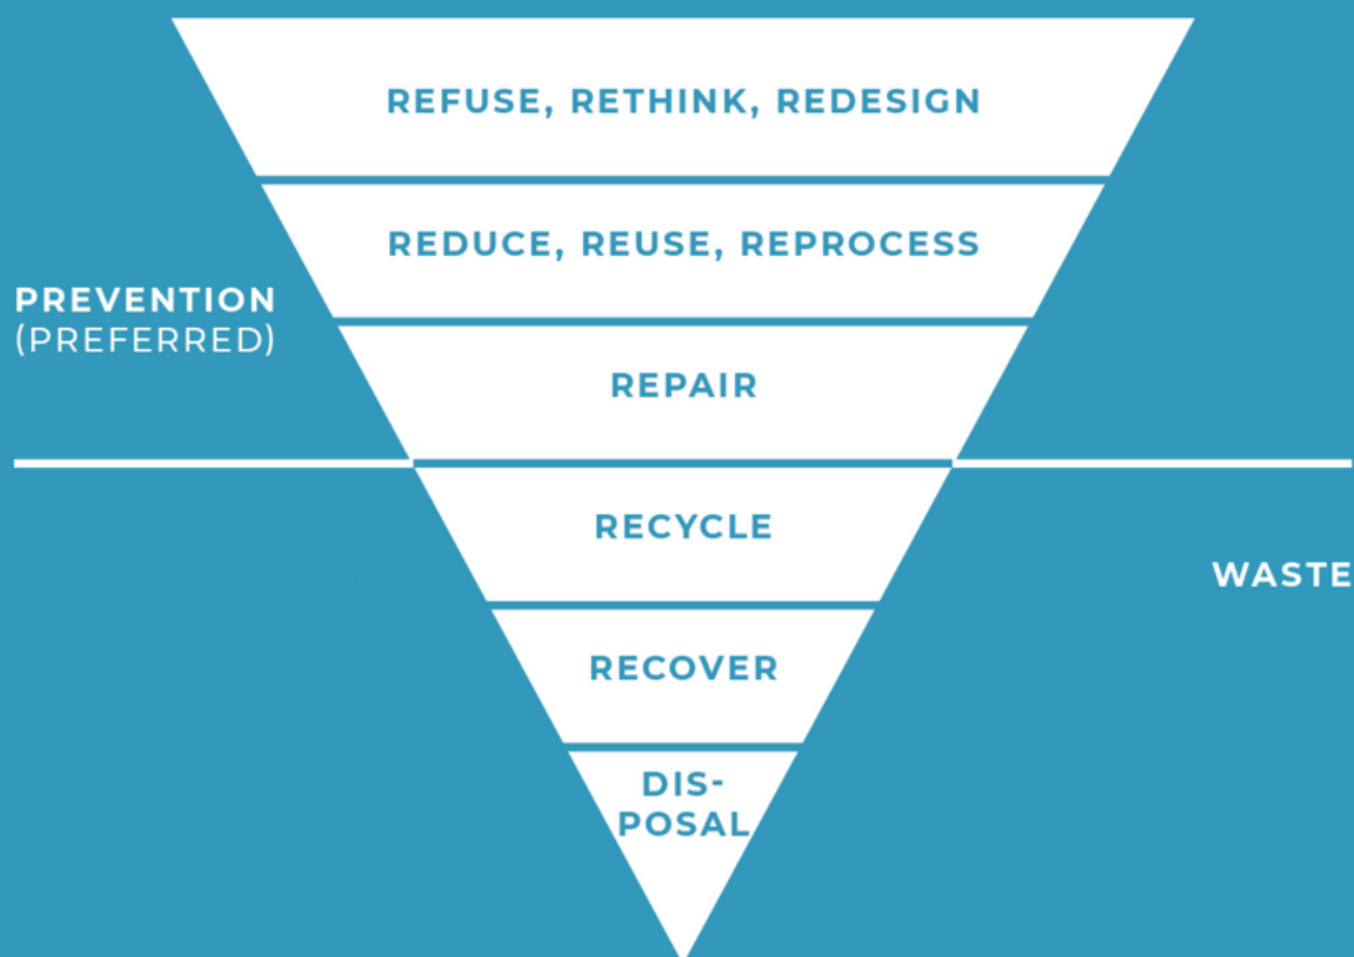 REFUSE, RETHINK, REDESIGN
REDUCE, REUSE, REPROCESS
PREVENTION
(PREFERRED)
REPAIR
RECYCLE
WASTE
RECOVER
DIS-
POSAL